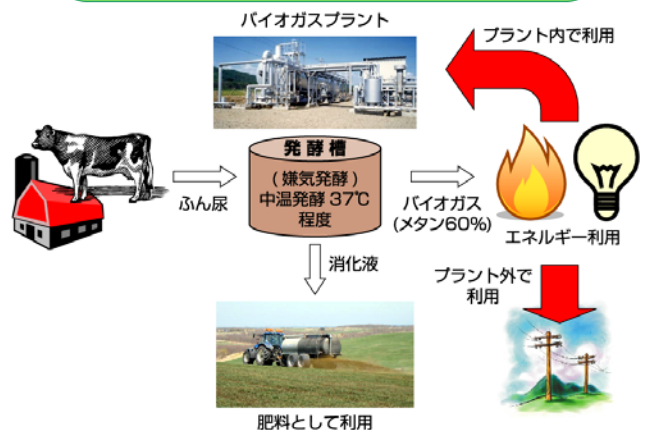 バイオガスプラント
プラント内で利用
発酵槽
(嫌気発酵)
中温発酵 37℃
程度
ふん尿
バイオガス
(メタン60%)
エネルギー利用
消化液
プラント外で
利用
肥料として利用